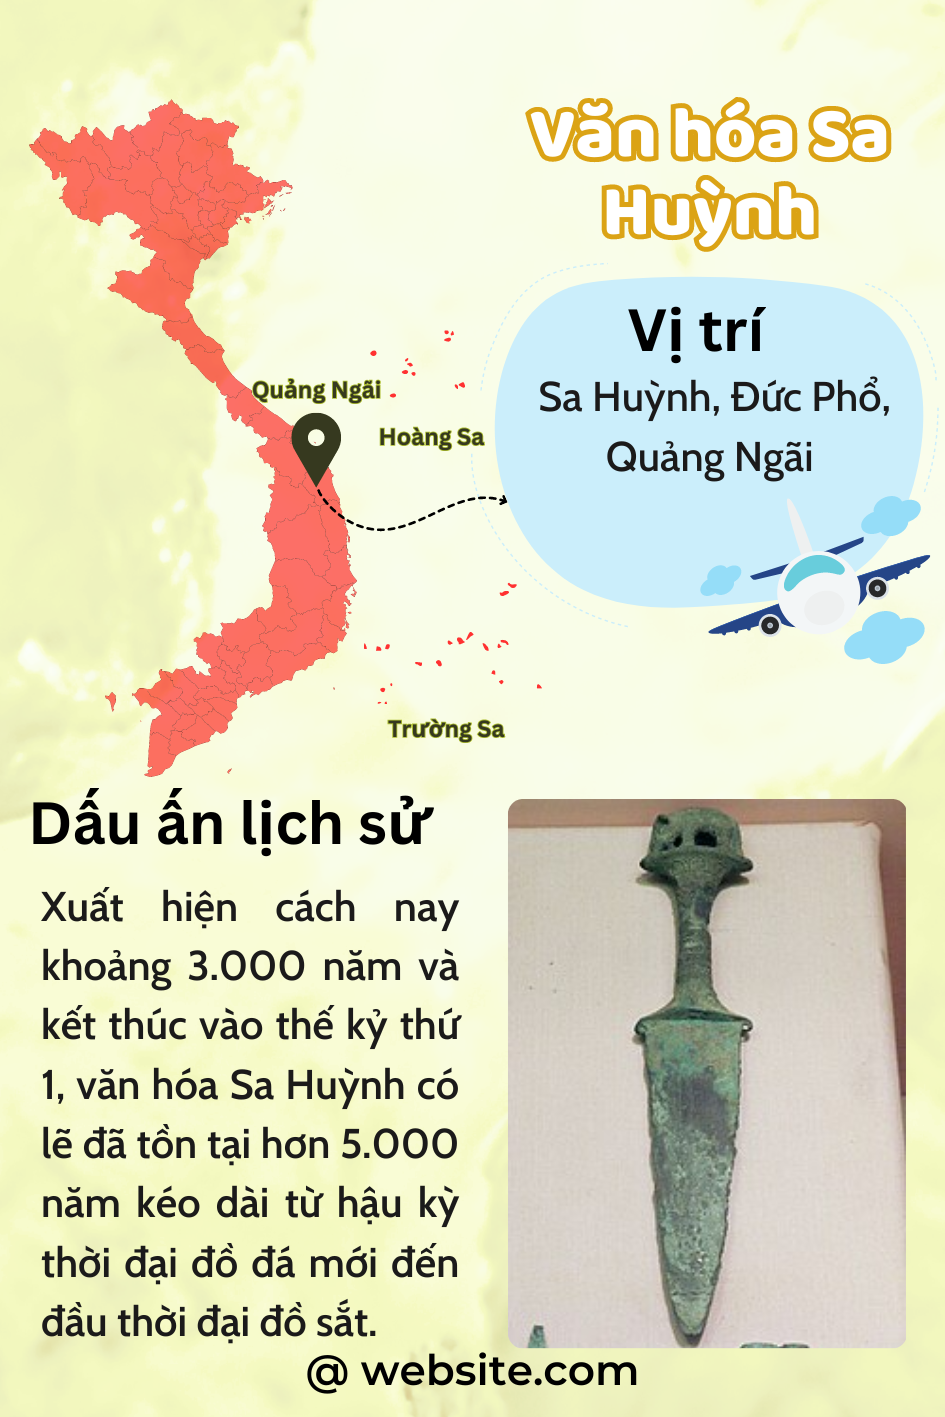 Văn hóa Sa
Huỳnh
Vị trí
Sa Huỳnh, Đức Phổ,
Quảng Ngãi
Quảng Ngãi
Hoàng Sa
Trường Sa
Dấu ấn lịch sử
Xuất hiện cách nay
khoảng 3.000 năm và
kết thúc vào thế kỷ thứ
1, văn hóa Sa Huỳnh có
lẽ đã tồn tại hơn 5.000
năm kéo dài từ hậu kỳ
thời đại đồ đá mới đến
đầu thời đại đồ sắt.
@ website.com